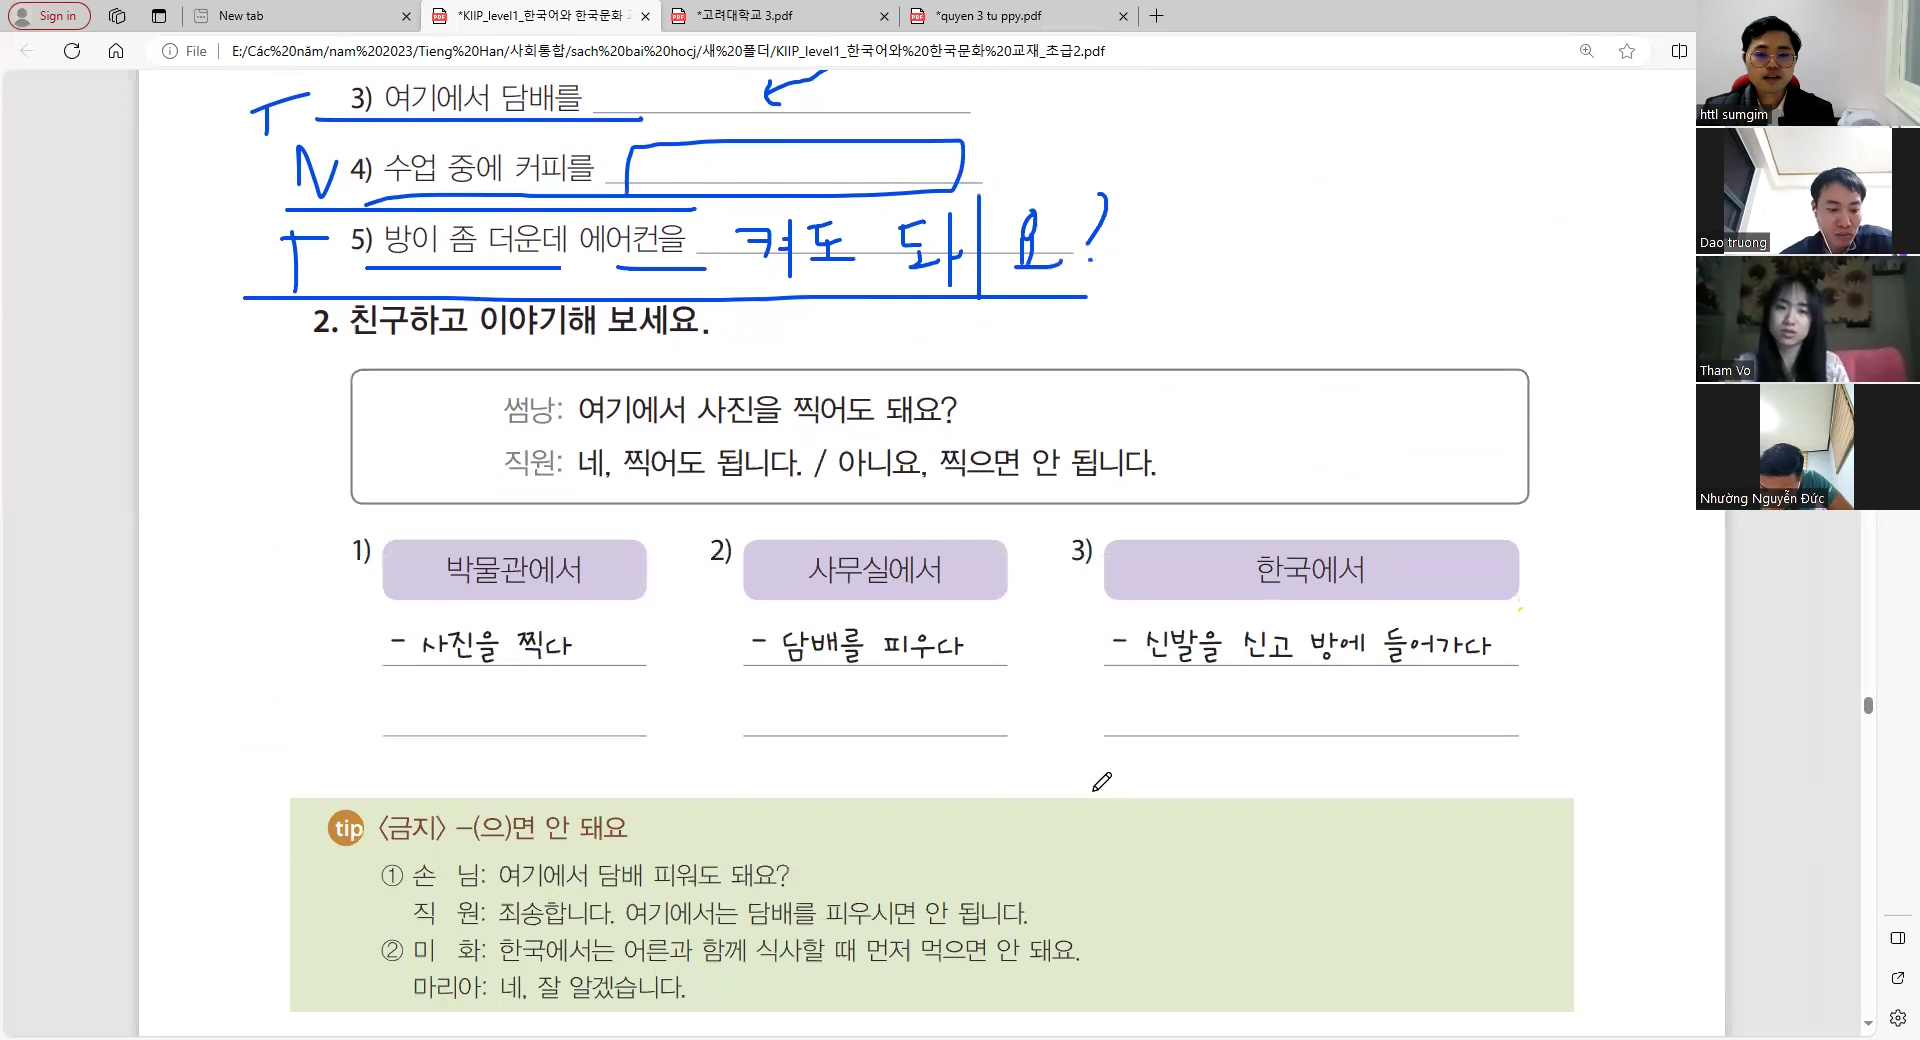 Sign in
New tab
*KIIP_level1_한국어와 한국문화
*고려대학교 3.pdf
*quyen 3 tu ppy.pdf
File
E:/Các%20năm/nam%202023/Tieng%20Han/사회통합/sach%20bai%20hocj/새%20폴더/KIIP_level1_한국어와%20한국문화%20교재_초급2.pdf
httl sumgim
Dao truong
Tham Vo
Nhường Nguyễn Đức
T 3) 여기에서 담배를
N 4) 수업 중에 커피를
T 5) 방이 좀 더운데 에어컨을 켜도 돠요?
2. 친구하고 이야기해 보세요.
썸낭: 여기에서 사진을 찍어도 돼요?
직원: 네, 찍어도 됩니다. / 아니요, 찍으면 안 됩니다.
1) 박물관에서
2) 사무실에서
3) 한국에서
- 사진을 찍다
- 담배를 피우다
- 신발을 신고 방에 들어가다
tip 〈금지〉 –(으)면 안 돼요
① 손 님: 여기에서 담배 피워도 돼요?
직 원: 죄송합니다. 여기에서는 담배를 피우시면 안 됩니다.
② 미 화: 한국에서는 어른과 함께 식사할 때 먼저 먹으면 안 돼요.
마리아: 네, 잘 알겠습니다.